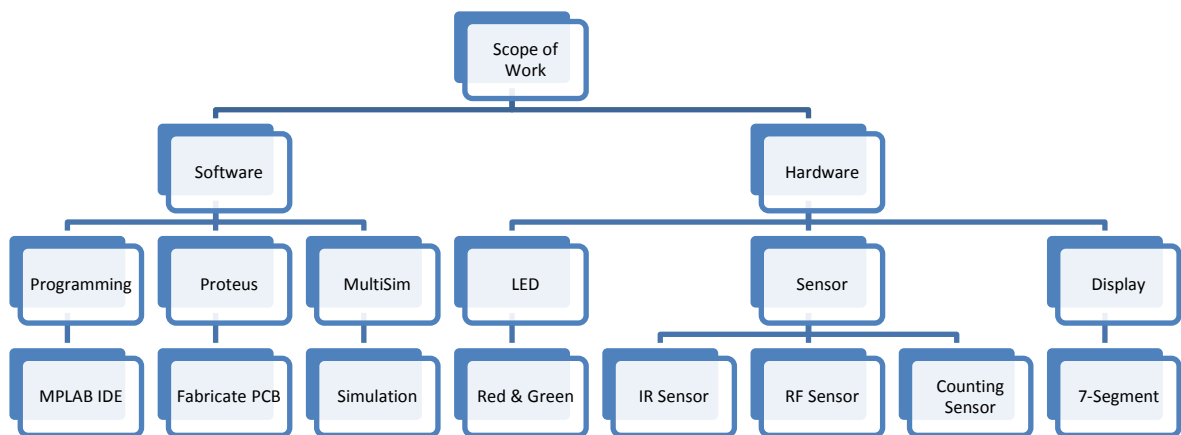 Scope of
Work
Software
Hardware
Programming
Proteus
MultiSim
LED
Sensor
Display
MPLAB IDE
Fabricate PCB
Simulation
Red & Green
IR Sensor
RF Sensor
Counting
Sensor
7-Segment